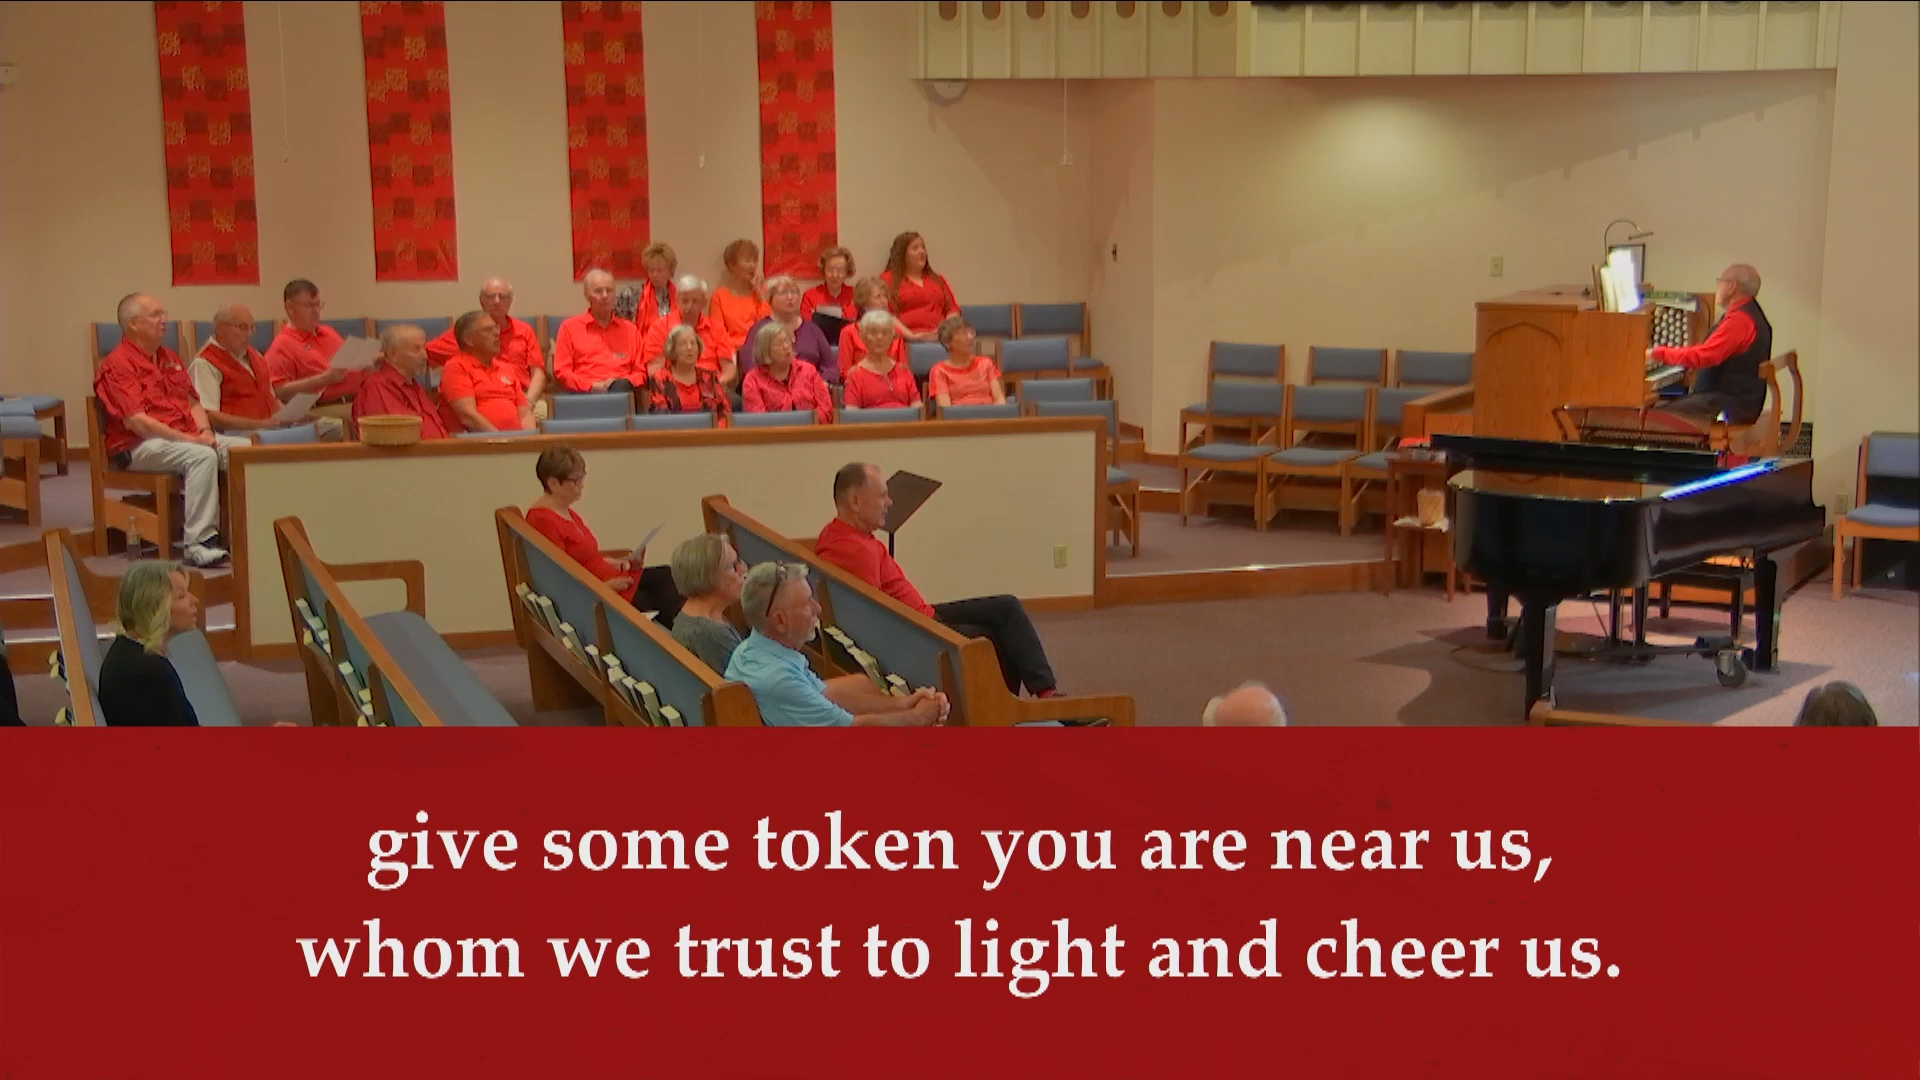 give some token you are near us,
whom we trust to light and cheer us.